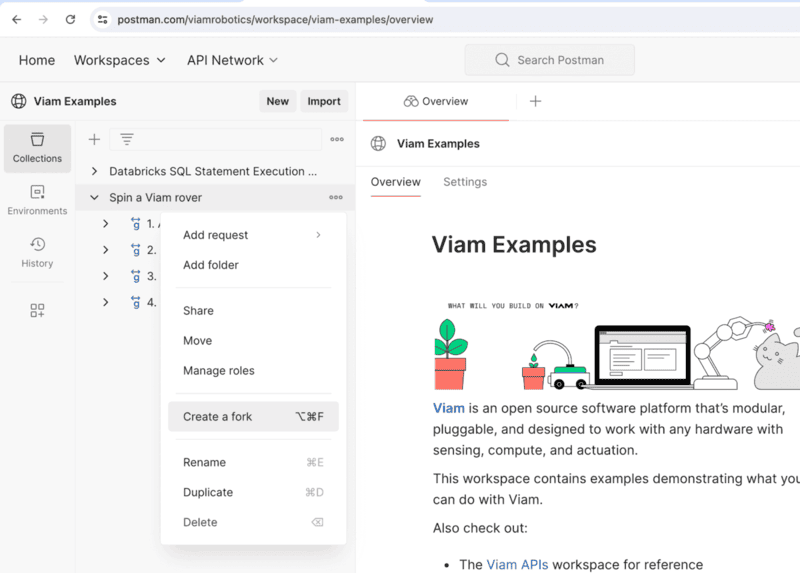 postman.com/viamrobotics/workspace/viam-examples/overview
Home Workspaces API Network Search Postman
Viam Examples New Import
Collections
Environments
History
Databricks SQL Statement Execution ...
Spin a Viam rover
1.
2.
3.
4.
Add request
Add folder
Share
Move
Manage roles
Create a fork ⌥⌘F
Rename ⌘E
Duplicate ⌘D
Delete ⌫
Overview
Viam Examples
Overview Settings
Viam Examples
WHAT WILL YOU BUILD ON VIAM?
Viam is an open source software platform that's modular,
pluggable, and designed to work with any hardware with
sensing, compute, and actuation.
This workspace contains examples demonstrating what you
can do with Viam.
Also check out:
• The Viam APIs workspace for reference